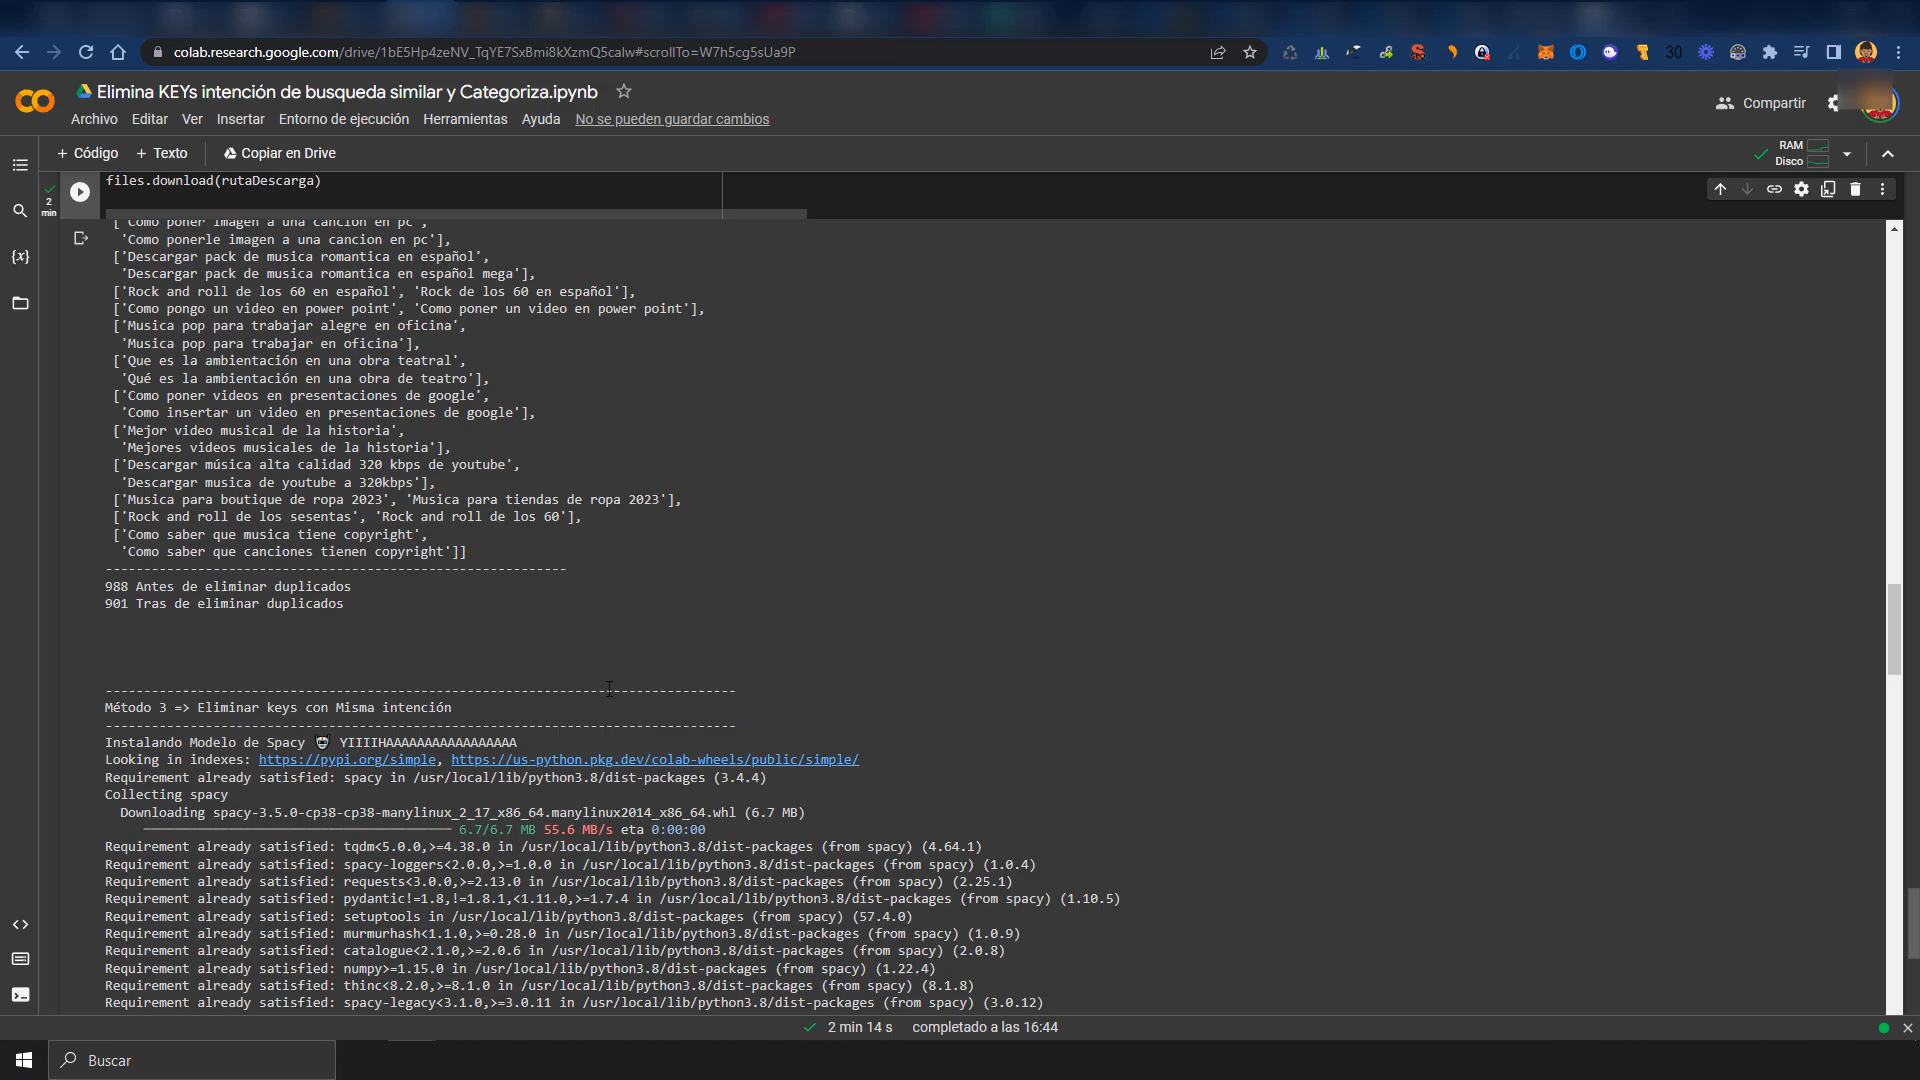 colab.research.google.com/drive/1bE5Hp4zeNV_TqYE7SxBmi8kXzmQ5calw#scrollTo=W7h5cg5sUa9P
30
Elimina KEYs intención de busqueda similar y Categoriza.ipynb
Archivo Editar Ver Insertar Entorno de ejecución Herramientas Ayuda No se pueden guardar cambios
Compartir
+ Código + Texto Copiar en Drive
RAM
Disco
2
min
files.download(rutaDescarga)
['Como poner imagen a una cancion en pc',
'Como ponerle imagen a una cancion en pc'],
['Descargar pack de musica romantica en español',
'Descargar pack de musica romantica en español mega'],
['Rock and roll de los 60 en español', 'Rock de los 60 en español'],
['Como pongo un video en power point', 'Como poner un video en power point'],
['Musica pop para trabajar alegre en oficina',
'Musica pop para trabajar en oficina'],
['Que es la ambientación en una obra teatral',
'Qué es la ambientación en una obra de teatro'],
['Como poner videos en presentaciones de google',
'Como insertar un video en presentaciones de google'],
['Mejor video musical de la historia',
'Mejores videos musicales de la historia'],
['Descargar música alta calidad 320 kbps de youtube',
'Descargar musica de youtube a 320kbps'],
['Musica para boutique de ropa 2023', 'Musica para tiendas de ropa 2023'],
['Rock and roll de los sesentas', 'Rock and roll de los 60'],
['Como saber que musica tiene copyright',
'Como saber que canciones tienen copyright']]
------------------------------------------------------------
988 Antes de eliminar duplicados
901 Tras de eliminar duplicados
----------------------------------------------------------------------------------
Método 3 => Eliminar keys con Misma intención
----------------------------------------------------------------------------------
Instalando Modelo de Spacy YIIIIHAAAAAAAAAAAAAAAAA
Looking in indexes: https://pypi.org/simple, https://us-python.pkg.dev/colab-wheels/public/simple/
Requirement already satisfied: spacy in /usr/local/lib/python3.8/dist-packages (3.4.4)
Collecting spacy
Downloading spacy-3.5.0-cp38-cp38-manylinux_2_17_x86_64.manylinux2014_x86_64.whl (6.7 MB)
6.7/6.7 MB 55.6 MB/s eta 0:00:00
Requirement already satisfied: tqdm<5.0.0,>=4.38.0 in /usr/local/lib/python3.8/dist-packages (from spacy) (4.64.1)
Requirement already satisfied: spacy-loggers<2.0.0,>=1.0.0 in /usr/local/lib/python3.8/dist-packages (from spacy) (1.0.4)
Requirement already satisfied: requests<3.0.0,>=2.13.0 in /usr/local/lib/python3.8/dist-packages (from spacy) (2.25.1)
Requirement already satisfied: pydantic!=1.8,!=1.8.1,<1.11.0,>=1.7.4 in /usr/local/lib/python3.8/dist-packages (from spacy) (1.10.5)
Requirement already satisfied: setuptools in /usr/local/lib/python3.8/dist-packages (from spacy) (57.4.0)
Requirement already satisfied: murmurhash<1.1.0,>=0.28.0 in /usr/local/lib/python3.8/dist-packages (from spacy) (1.0.9)
Requirement already satisfied: catalogue<2.1.0,>=2.0.6 in /usr/local/lib/python3.8/dist-packages (from spacy) (2.0.8)
Requirement already satisfied: numpy>=1.15.0 in /usr/local/lib/python3.8/dist-packages (from spacy) (1.22.4)
Requirement already satisfied: thinc<8.2.0,>=8.1.0 in /usr/local/lib/python3.8/dist-packages (from spacy) (8.1.8)
Requirement already satisfied: spacy-legacy<3.1.0,>=3.0.11 in /usr/local/lib/python3.8/dist-packages (from spacy) (3.0.12)
2 min 14 s completado a las 16:44
Buscar